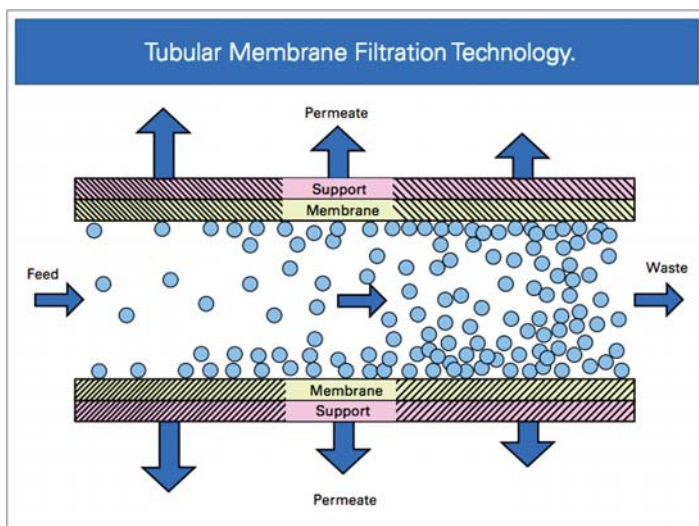 Tubular Membrane Filtration Technology.
Permeate
Support
Membrane
Feed
Waste
Membrane
Support
Permeate